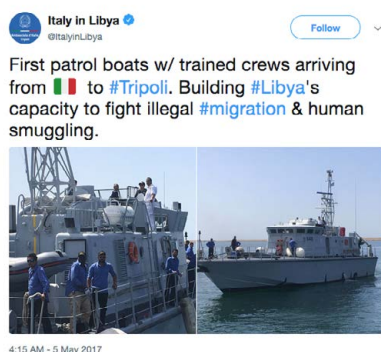 Italy in Libya
@ItalyinLibya
Follow
First patrol boats w/ trained crews arriving
from 🇮🇹 to #Tripoli. Building #Libya's
capacity to fight illegal #migration & human
smuggling.
4:15 AM - 5 May 2017